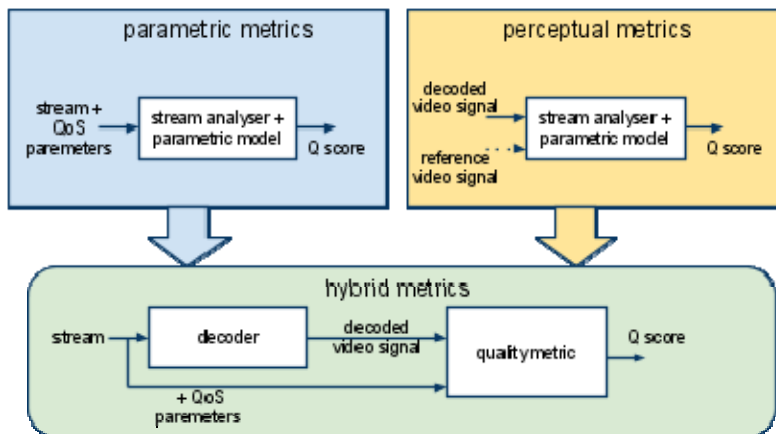 parametric metrics
stream +
QoS
paremeters
stream analyser +
parametric model
Q score
perceptual metrics
decoded
video signal
reference
video signal
stream analyser +
parametric model
Q score
hybrid metrics
stream
decoder
decoded
video signal
+ QoS
paremeters
qualitymetric
Q score